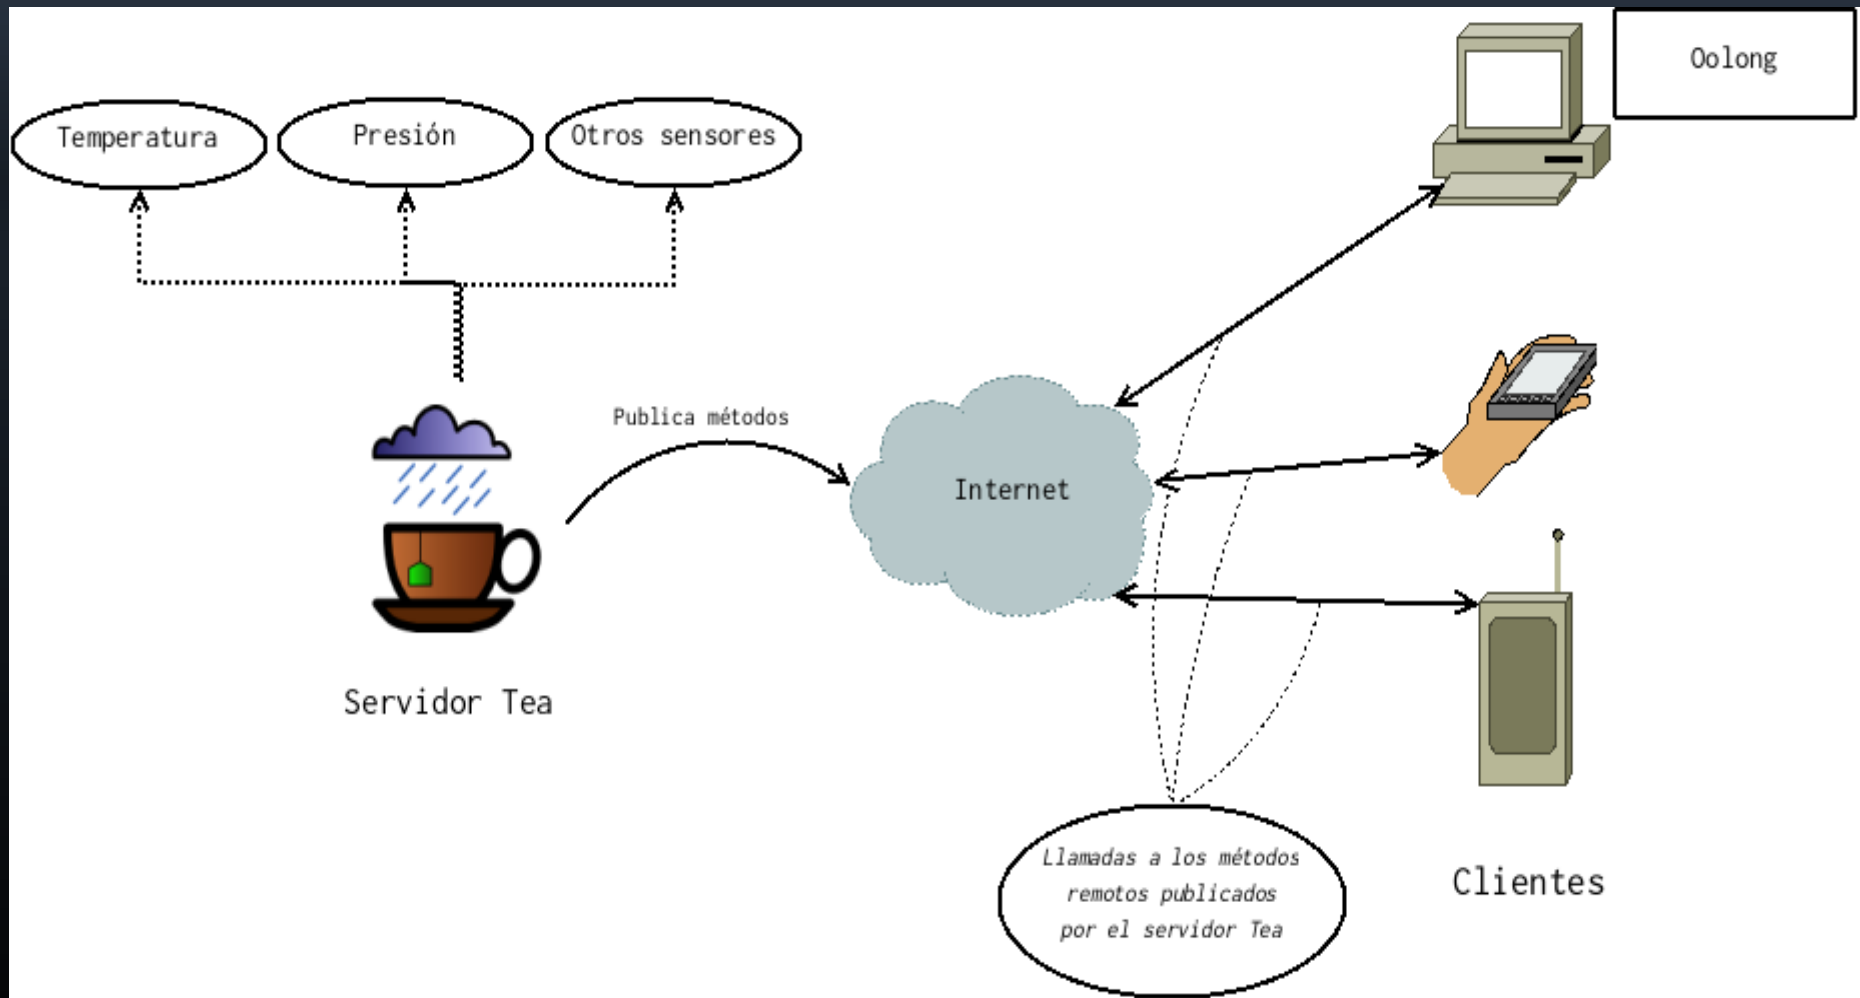 Oolong
Temperatura
Presión
Otros sensores
Publica métodos
Internet
Servidor Tea
Llamadas a los métodos
remotos publicados
por el servidor Tea
Clientes